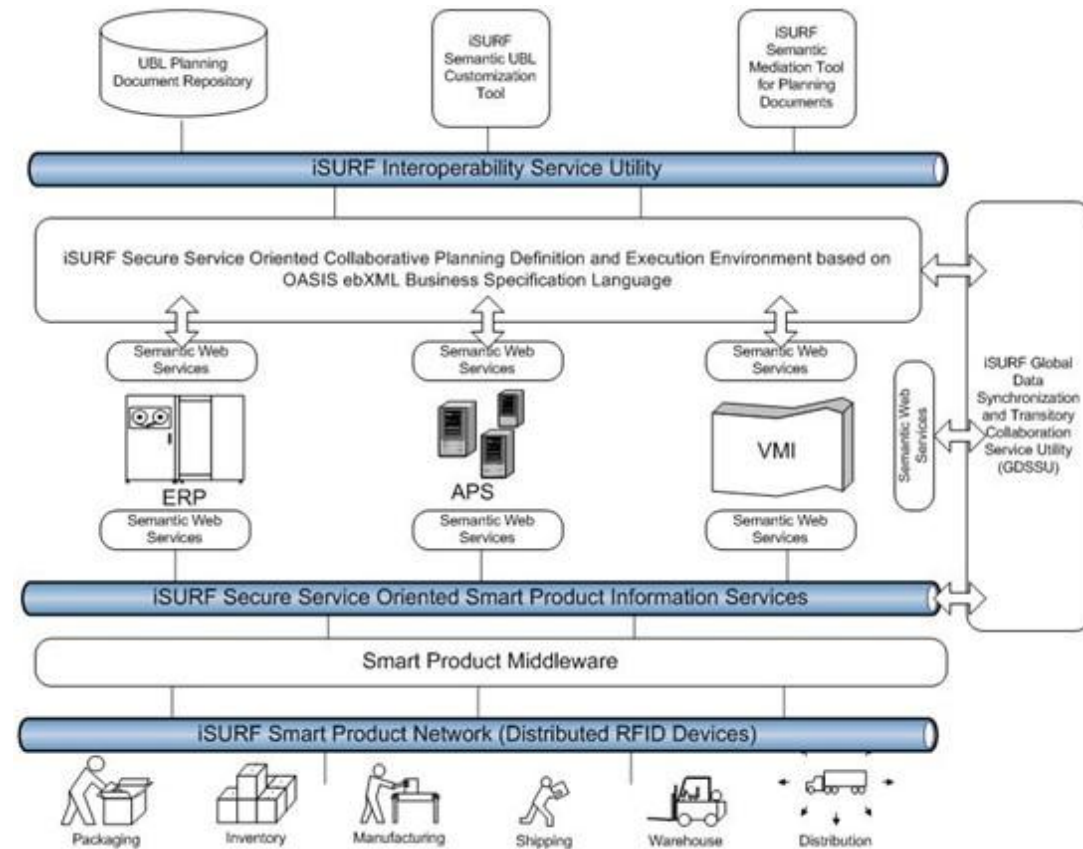 UBL Planning
Document Repository
iSURF
Semantic UBL
Customization
Tool
iSURF
Semantic
Mediation Tool
for Planning
Documents
iSURF Interoperability Service Utility
iSURF Secure Service Oriented Collaborative Planning Definition and Execution Environment based on
OASIS ebXML Business Specification Language
Semantic Web
Services
Semantic Web
Services
Semantic Web
Services
ERP
APS
VMI
Semantic Web
Services
iSURF Global
Data
Synchronization
and Transitory
Collaboration
Service Utility
(GDSSU)
Semantic Web
Services
Semantic Web
Services
Semantic Web
Services
iSURF Secure Service Oriented Smart Product Information Services
Smart Product Middleware
iSURF Smart Product Network (Distributed RFID Devices)
Packaging
Inventory
Manufacturing
Shipping
Warehouse
Distribution